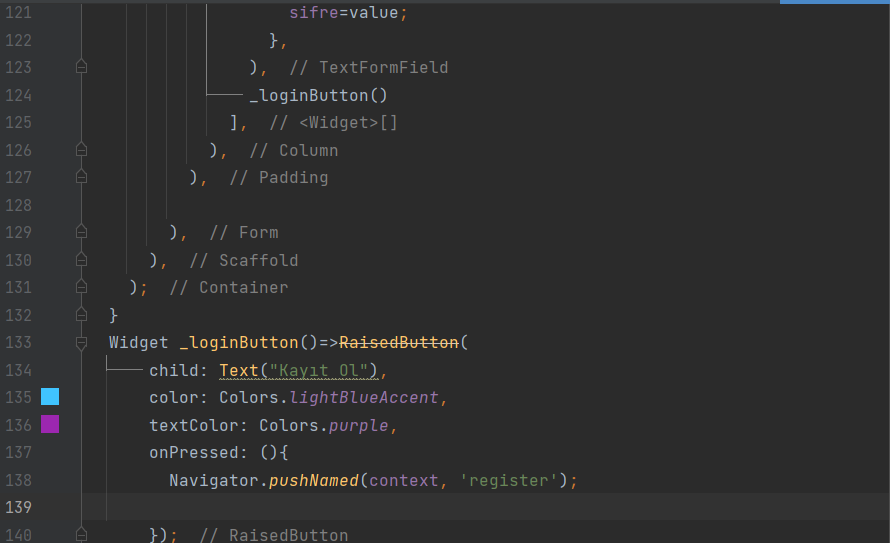 121 sifre=value;
122 },
123 ), // TextFormField
124 _loginButton()
125 ], // <Widget>[]
126 ), // Column
127 ), // Padding
128
129 ), // Form
130 ), // Scaffold
131 ); // Container
132 }
133 Widget _loginButton()=>RaisedButton(
134 child: Text("Kayıt Ol"),
135 color: Colors.lightBlueAccent,
136 textColor: Colors.purple,
137 onPressed: (){
138 Navigator.pushNamed(context, 'register');
139
140 }); // RaisedButton